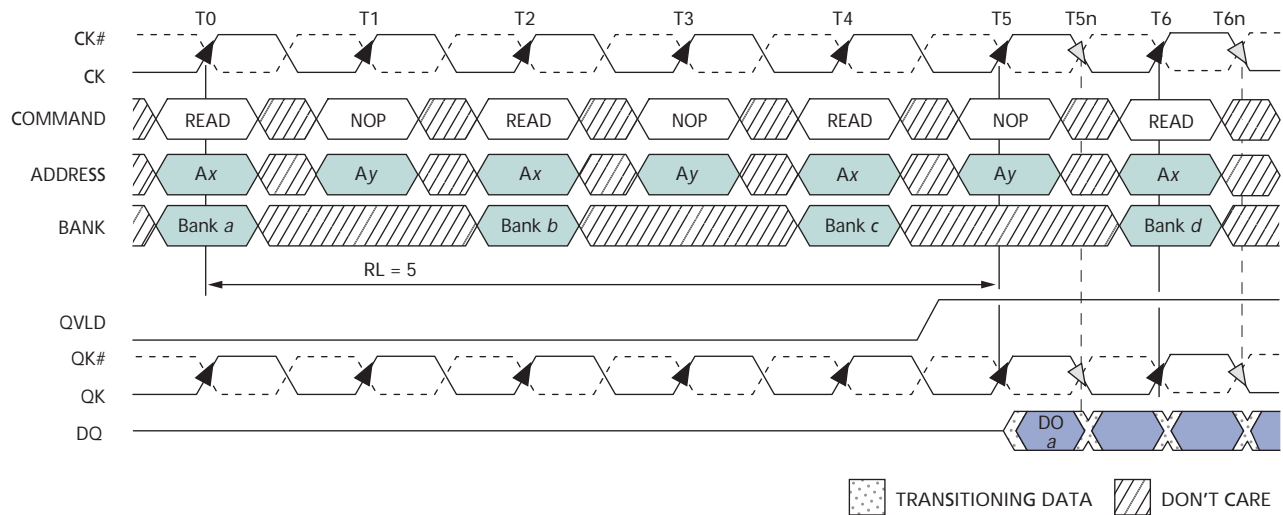 T0 T1 T2 T3 T4 T5 T5n T6 T6n
CK#
CK
COMMAND READ NOP READ NOP READ NOP READ
ADDRESS Ax Ay Ax Ay Ax Ay Ax
BANK Bank a Bank b Bank c Bank d
RL = 5
QVLD
QK#
QK
DQ DO
a
TRANSITIONING DATA DON'T CARE